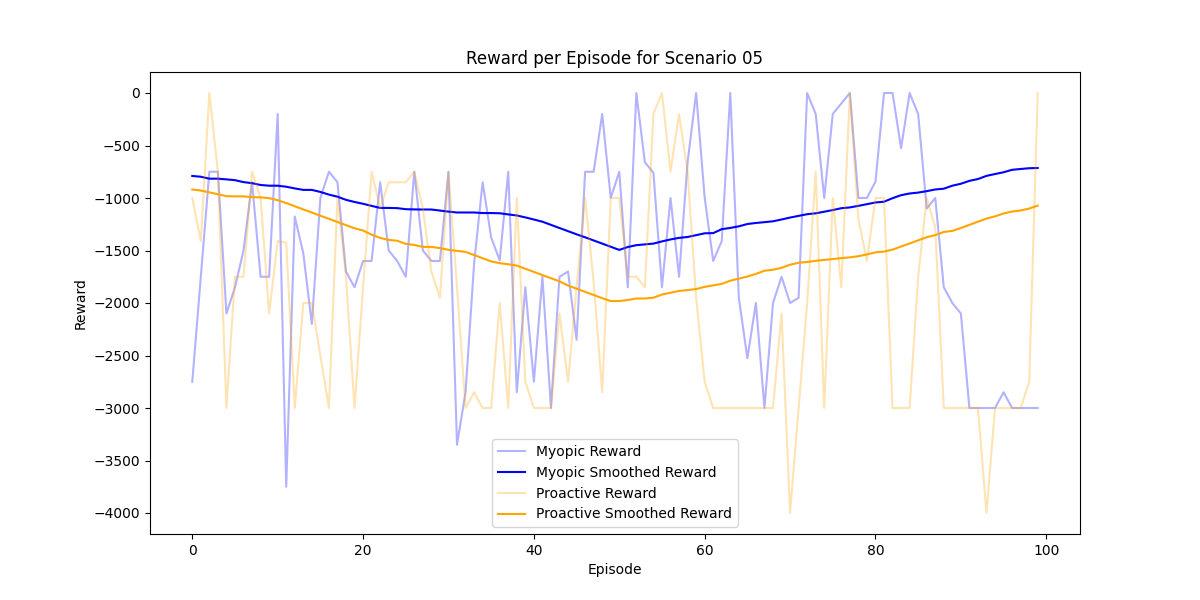 Reward per Episode for Scenario 05
Reward
0
−500
−1000
−1500
−2000
−2500
−3000
−3500
−4000
Myopic Reward
Myopic Smoothed Reward
Proactive Reward
Proactive Smoothed Reward
0 20 40 60 80 100
Episode